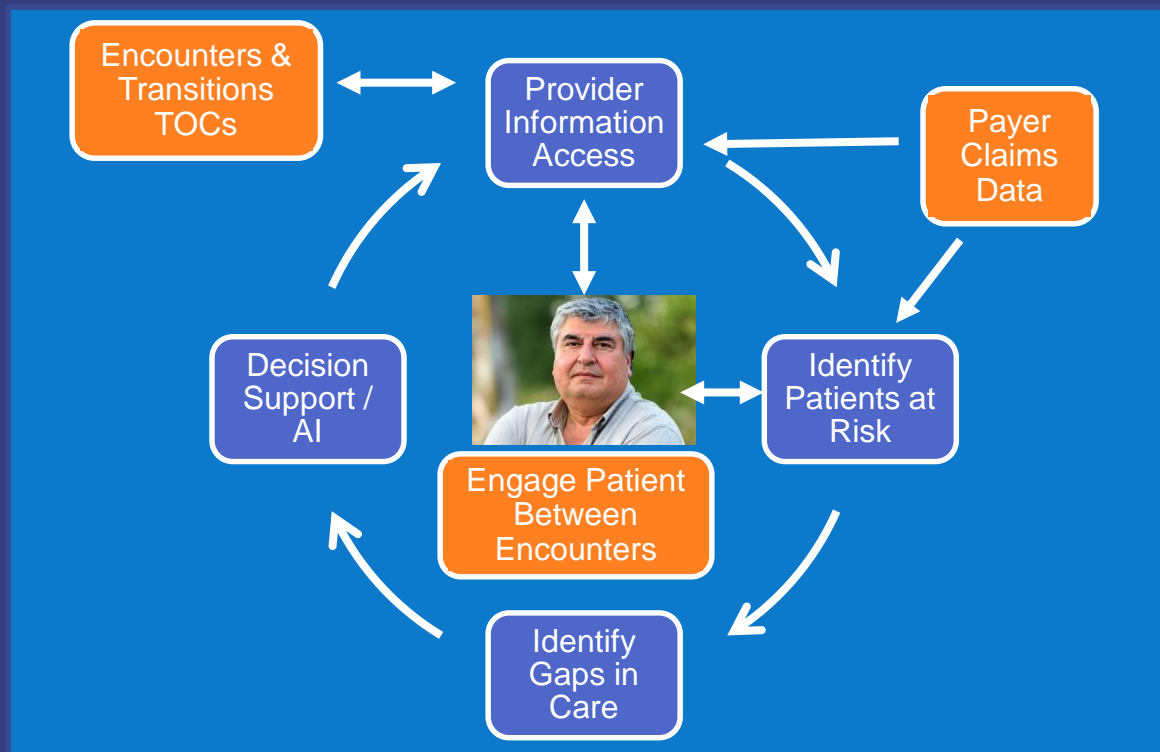 Encounters &
Transitions
TOCs
Provider
Information
Access
Payer
Claims
Data
Decision
Support /
AI
Identify
Patients at
Risk
Engage Patient
Between
Encounters
Identify
Gaps in
Care